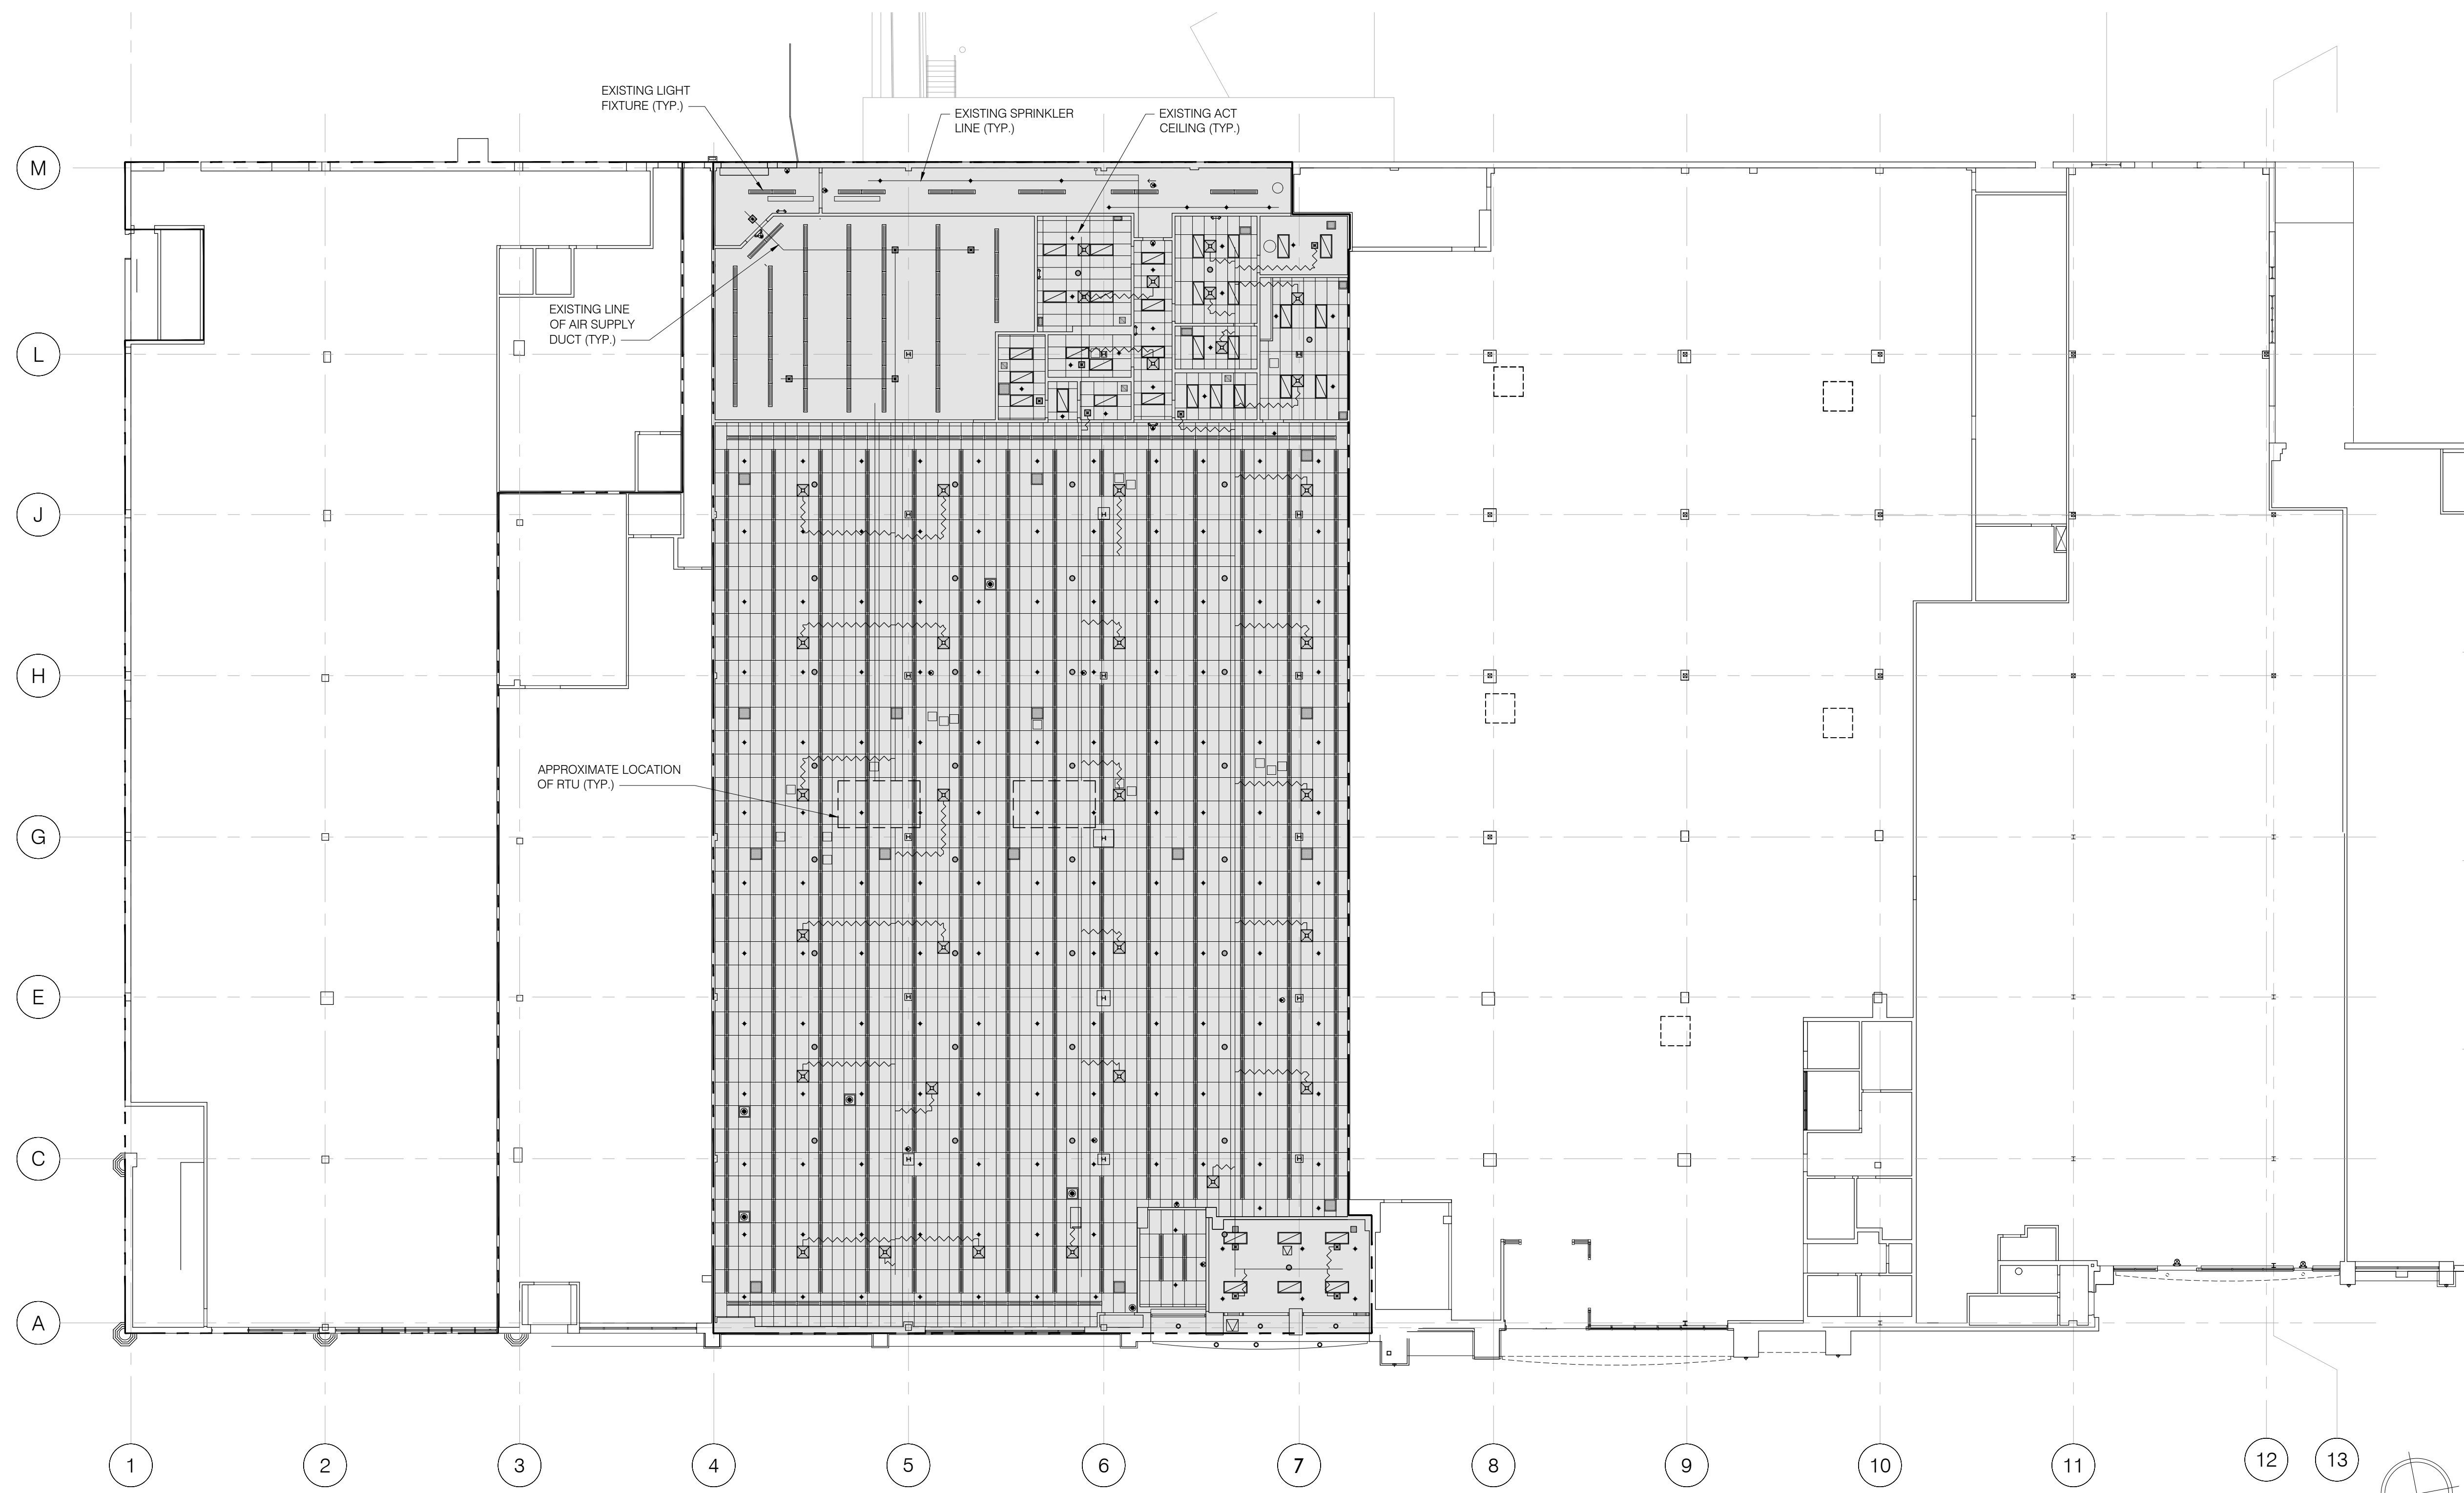 EXISTING LIGHT
FIXTURE (TYP.)
EXISTING SPRINKLER
LINE (TYP.)
EXISTING ACT
CEILING (TYP.)
M
EXISTING LINE
OF AIR SUPPLY
DUCT (TYP.)
L
J
H
APPROXIMATE LOCATION
OF RTU (TYP.)
G
E
C
A
1 2 3 4 5 6 7 8 9 10 11 12 13